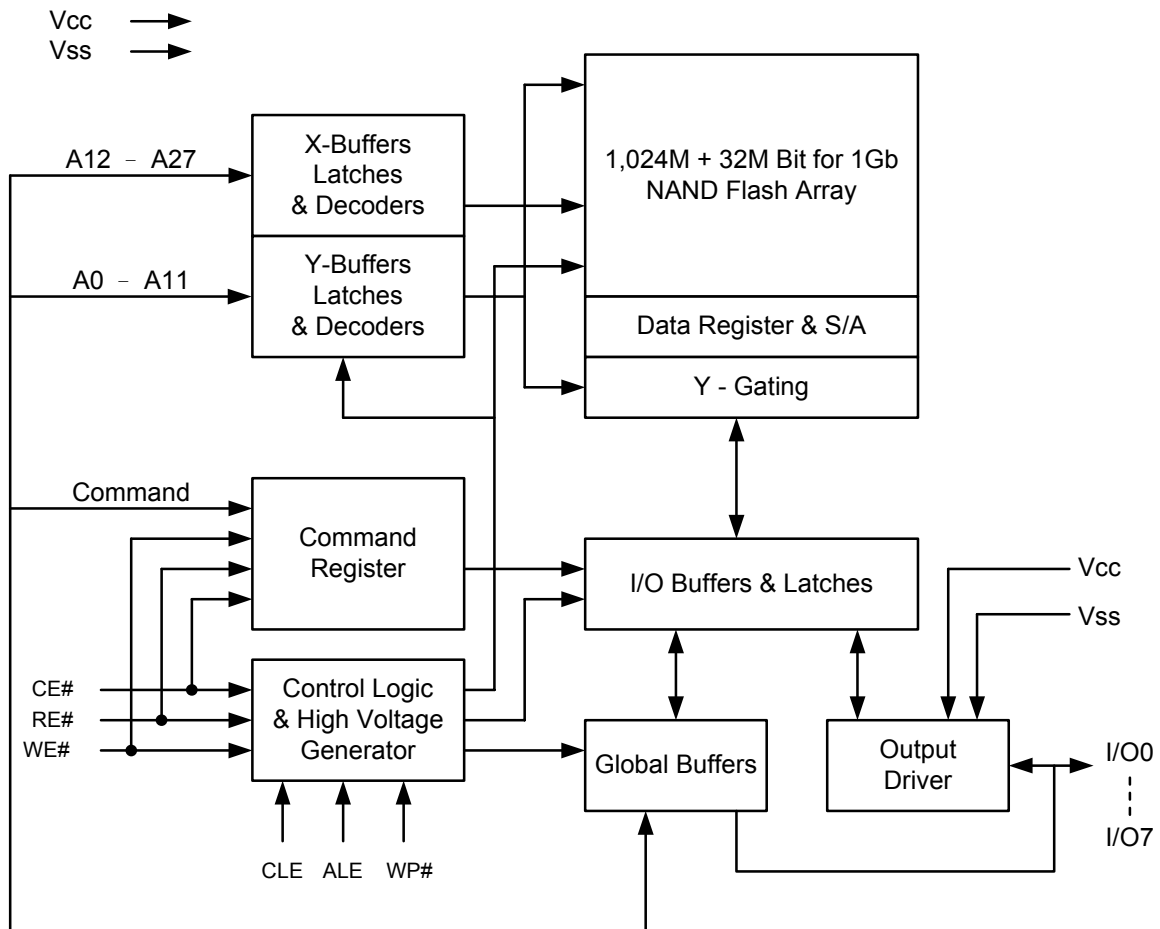 Vcc
Vss
A12 – A27
X-Buffers
Latches
& Decoders
1,024M + 32M Bit for 1Gb
NAND Flash Array
A0 – A11
Y-Buffers
Latches
& Decoders
Data Register & S/A
Y - Gating
Command
Command
Register
I/O Buffers & Latches
Vcc
Vss
CE#
RE#
WE#
Control Logic
& High Voltage
Generator
Global Buffers
Output
Driver
I/O0
I/O7
CLE
ALE
WP#